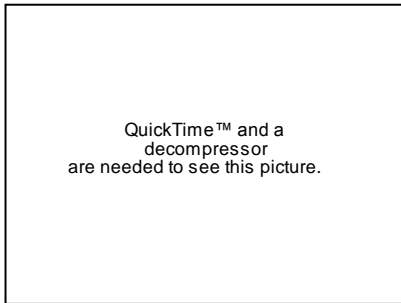 QuickTime™ and a
decompressor
are needed to see this picture.